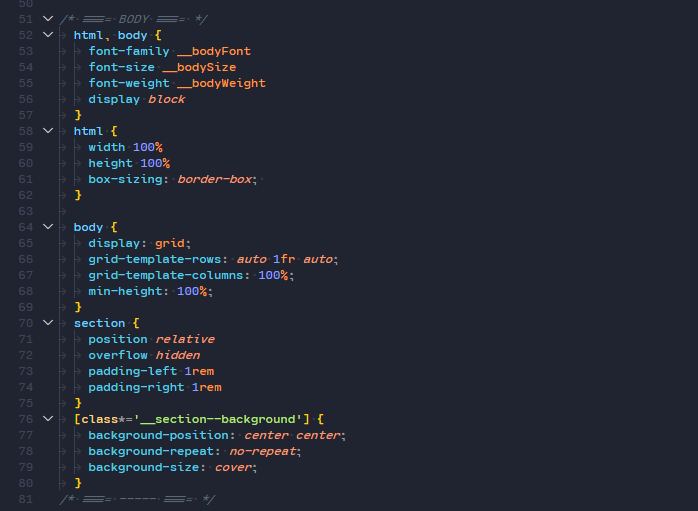 50
51 /* ==== BODY ==== */
52 html, body {
53 font-family __bodyFont
54 font-size __bodySize
55 font-weight __bodyWeight
56 display block
57 }
58 html {
59 width 100%
60 height 100%
61 box-sizing: border-box;
62 }
63
64 body {
65 display: grid;
66 grid-template-rows: auto 1fr auto;
67 grid-template-columns: 100%;
68 min-height: 100%;
69 }
70 section {
71 position relative
72 overflow hidden
73 padding-left 1rem
74 padding-right 1rem
75 }
76 [class*='__section--background'] {
77 background-position: center center;
78 background-repeat: no-repeat;
79 background-size: cover;
80 }
81 /* ==== ----- ==== */